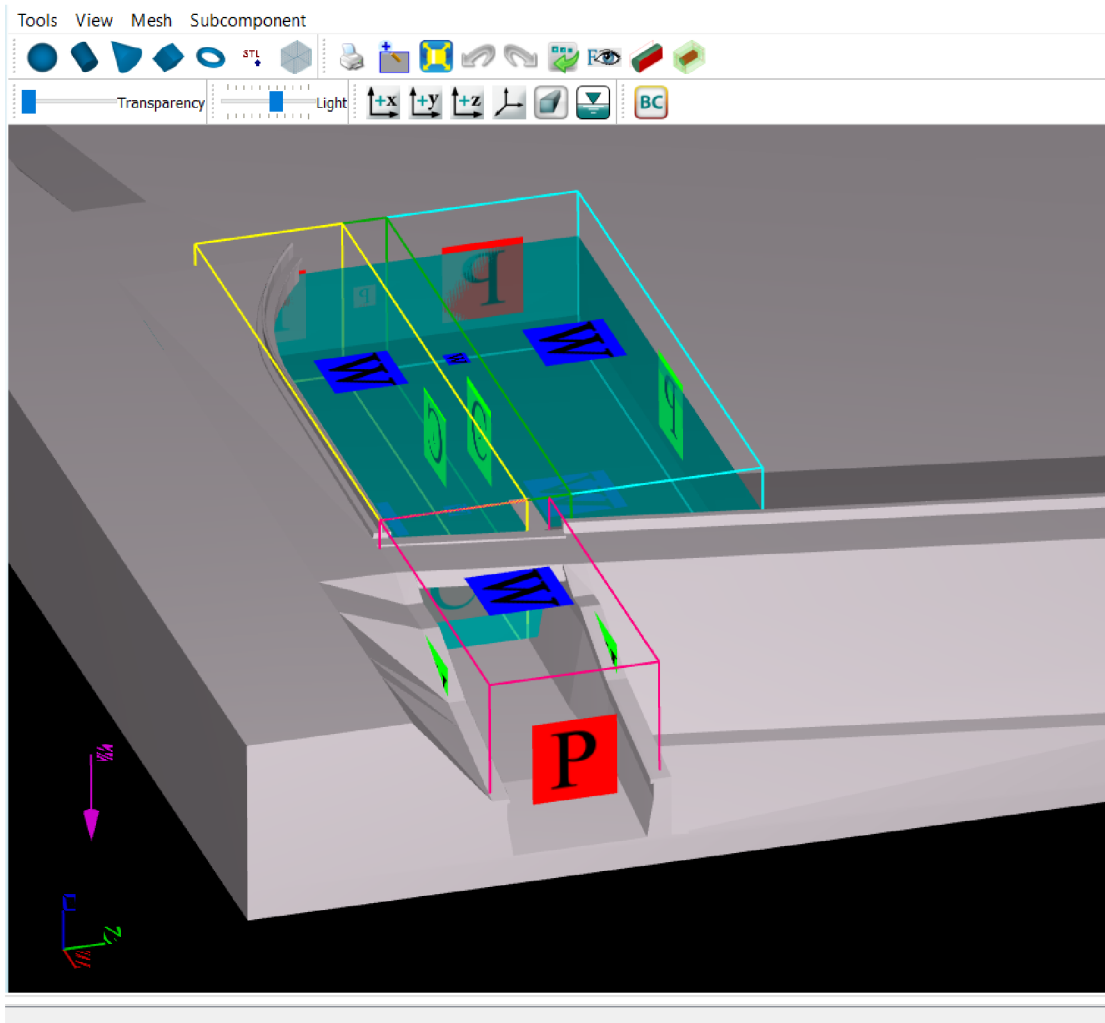 Tools View Mesh Subcomponent
STL F
Transparency Light +x +y +z BC
P
P
W W W
C C P
W
W
P